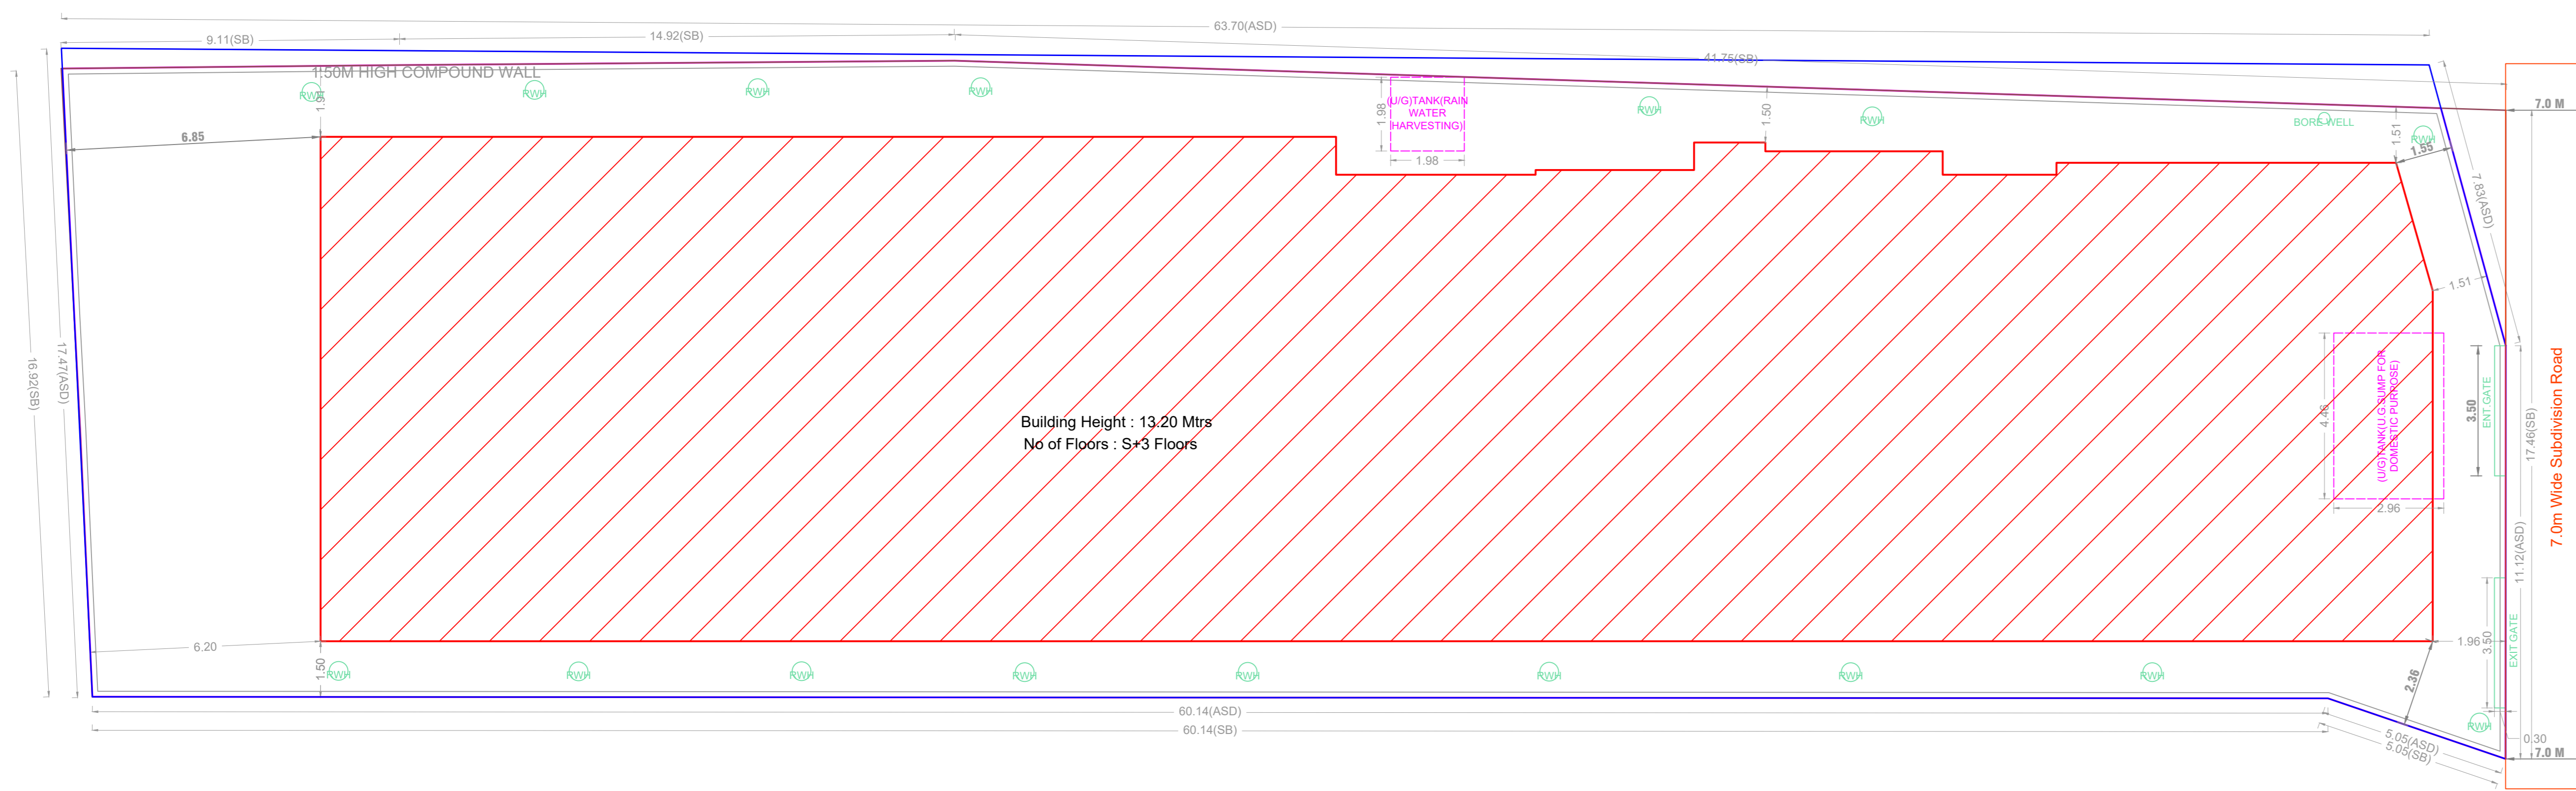 63.70(ASD)
9.11(SB)
14.92(SB)
41.75(SB)
1.50M HIGH COMPOUND WALL
RWH
RWH
RWH
RWH
1.91
6.85
(U/G)TANK(RAIN
WATER
HARVESTING)
1.98
1.98
RWH
RWH
1.50
BORE WELL
RWH
1.51
1.55
7.0 M
7.83(ASD)
1.51
16.92(SB)
17.47(ASD)
Building Height : 13.20 Mtrs
No of Floors : S+3 Floors
4.46
(U/G)TANK(U.G.SUMP FOR
DOMESTIC PURPOSE)
2.96
3.50
ENT.GATE
17.46(SB)
7.0m Wide Subdivision Road
11.12(ASD)
6.20
1.50
RWH
RWH
RWH
RWH
RWH
RWH
RWH
RWH
1.96
3.50
EXIT GATE
2.36
RWH
60.14(ASD)
60.14(SB)
5.05(ASD)
5.05(SB)
0.30
7.0 M